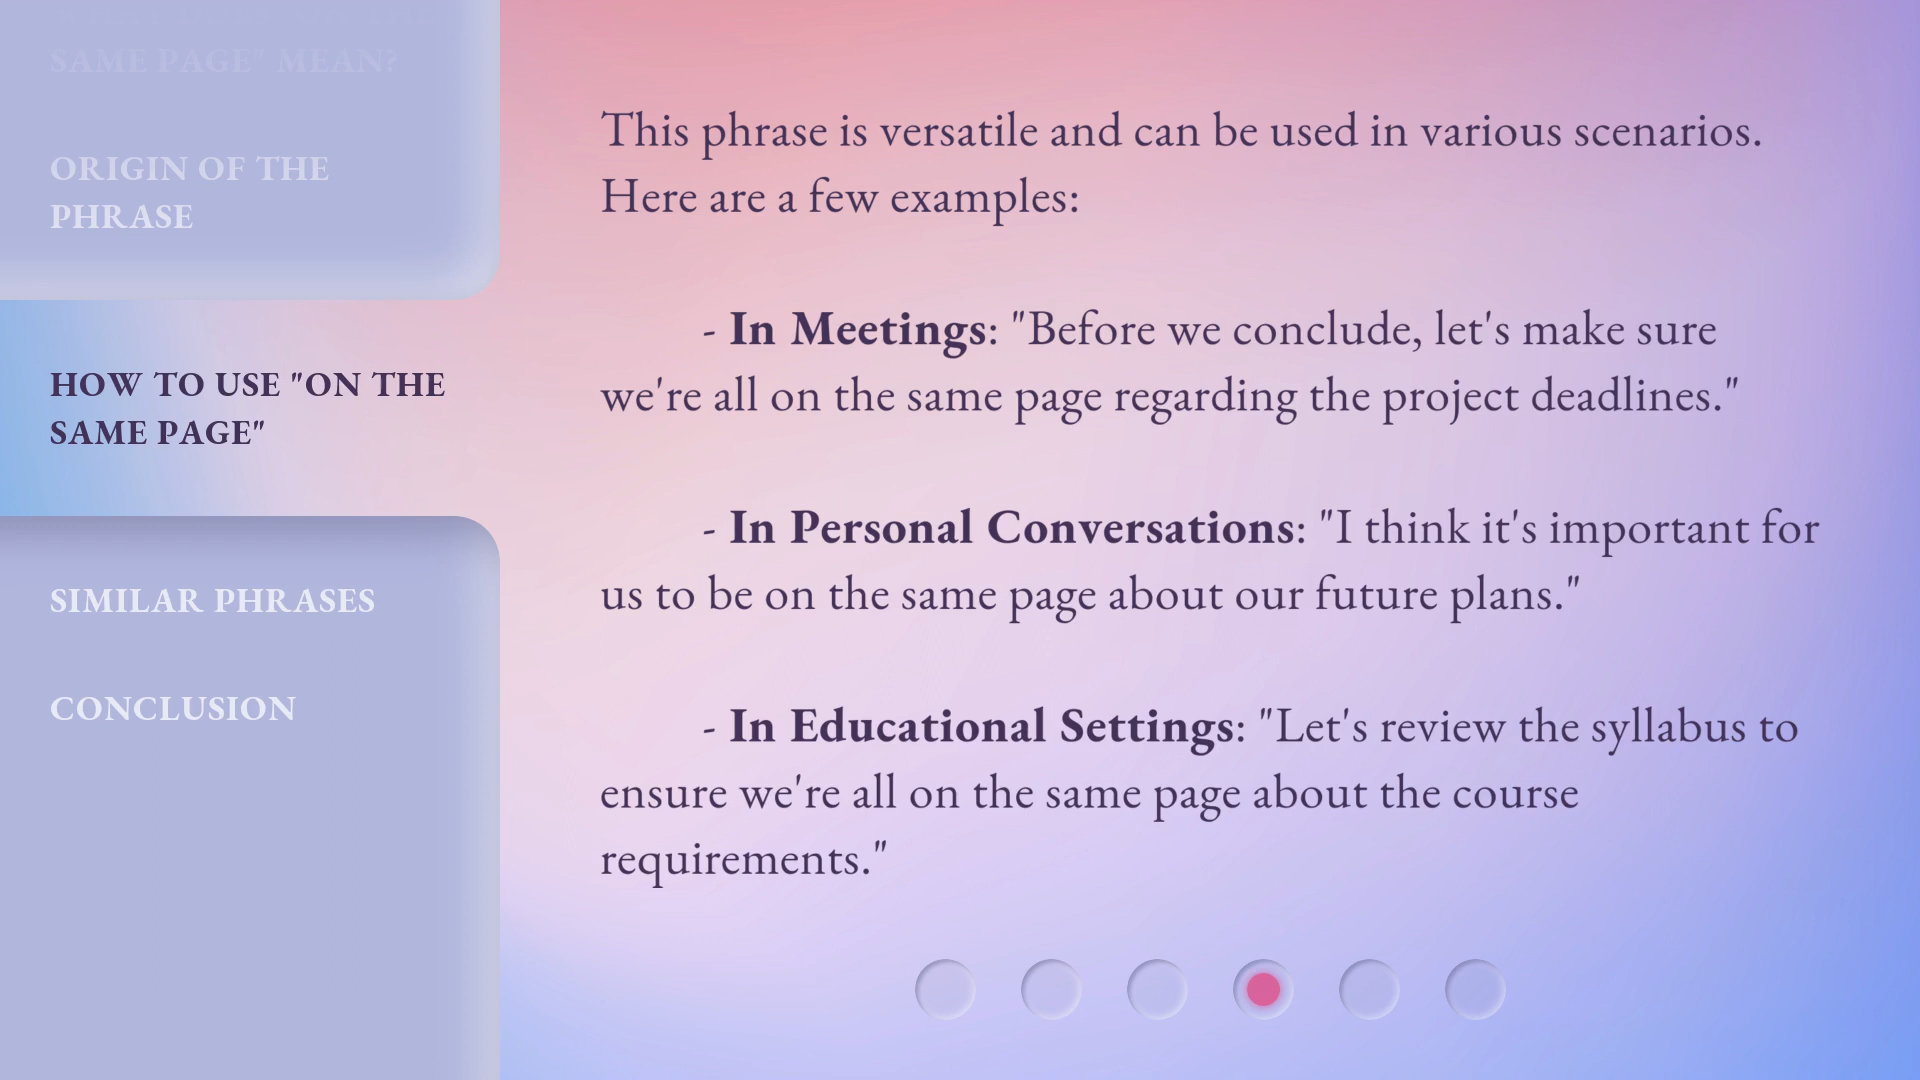 SAME PAGE" MEAN?
ORIGIN OF THE
PHRASE
HOW TO USE "ON THE
SAME PAGE"
SIMILAR PHRASES
CONCLUSION
This phrase is versatile and can be used in various scenarios.
Here are a few examples:
- In Meetings: "Before we conclude, let's make sure
we're all on the same page regarding the project deadlines."
- In Personal Conversations: "I think it's important for
us to be on the same page about our future plans."
- In Educational Settings: "Let's review the syllabus to
ensure we're all on the same page about the course
requirements."